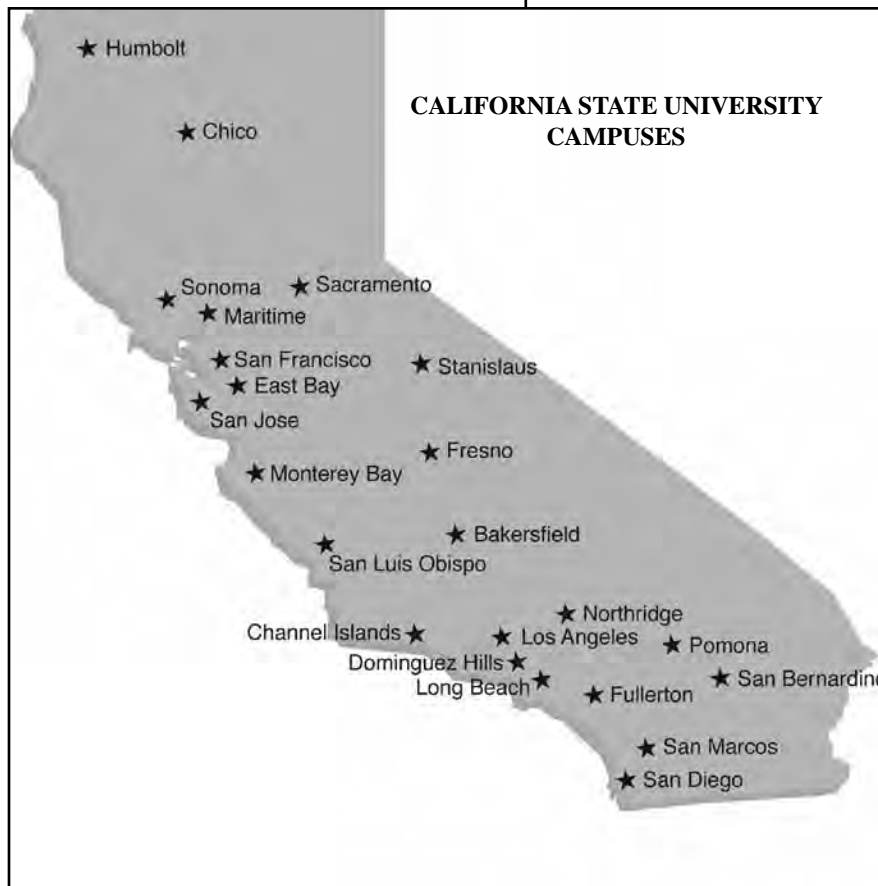 Humbolt
CALIFORNIA STATE UNIVERSITY
CAMPUSES
Chico
Sonoma
Sacramento
Maritime
San Francisco
Stanislaus
East Bay
San Jose
Fresno
Monterey Bay
Bakersfield
San Luis Obispo
Northridge
Channel Islands
Los Angeles
Pomona
Dominguez Hills
Long Beach
San Bernardino
Fullerton
San Marcos
San Diego